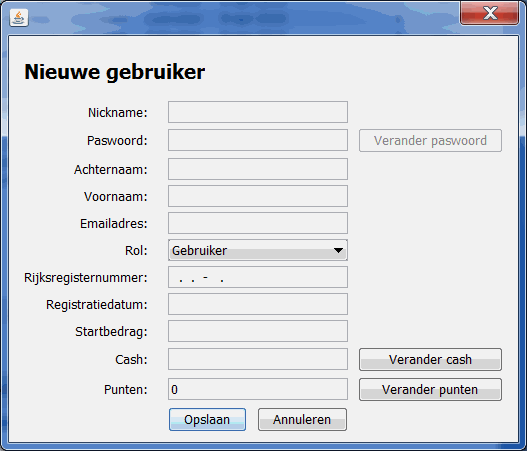 Nieuwe gebruiker
Nickname:
Paswoord: Verander paswoord
Achternaam:
Voornaam:
Emailadres:
Rol: Gebruiker
Rijksregisternummer: . . - .
Registratiedatum:
Startbedrag:
Cash: Verander cash
Punten: 0 Verander punten
Opslaan Annuleren